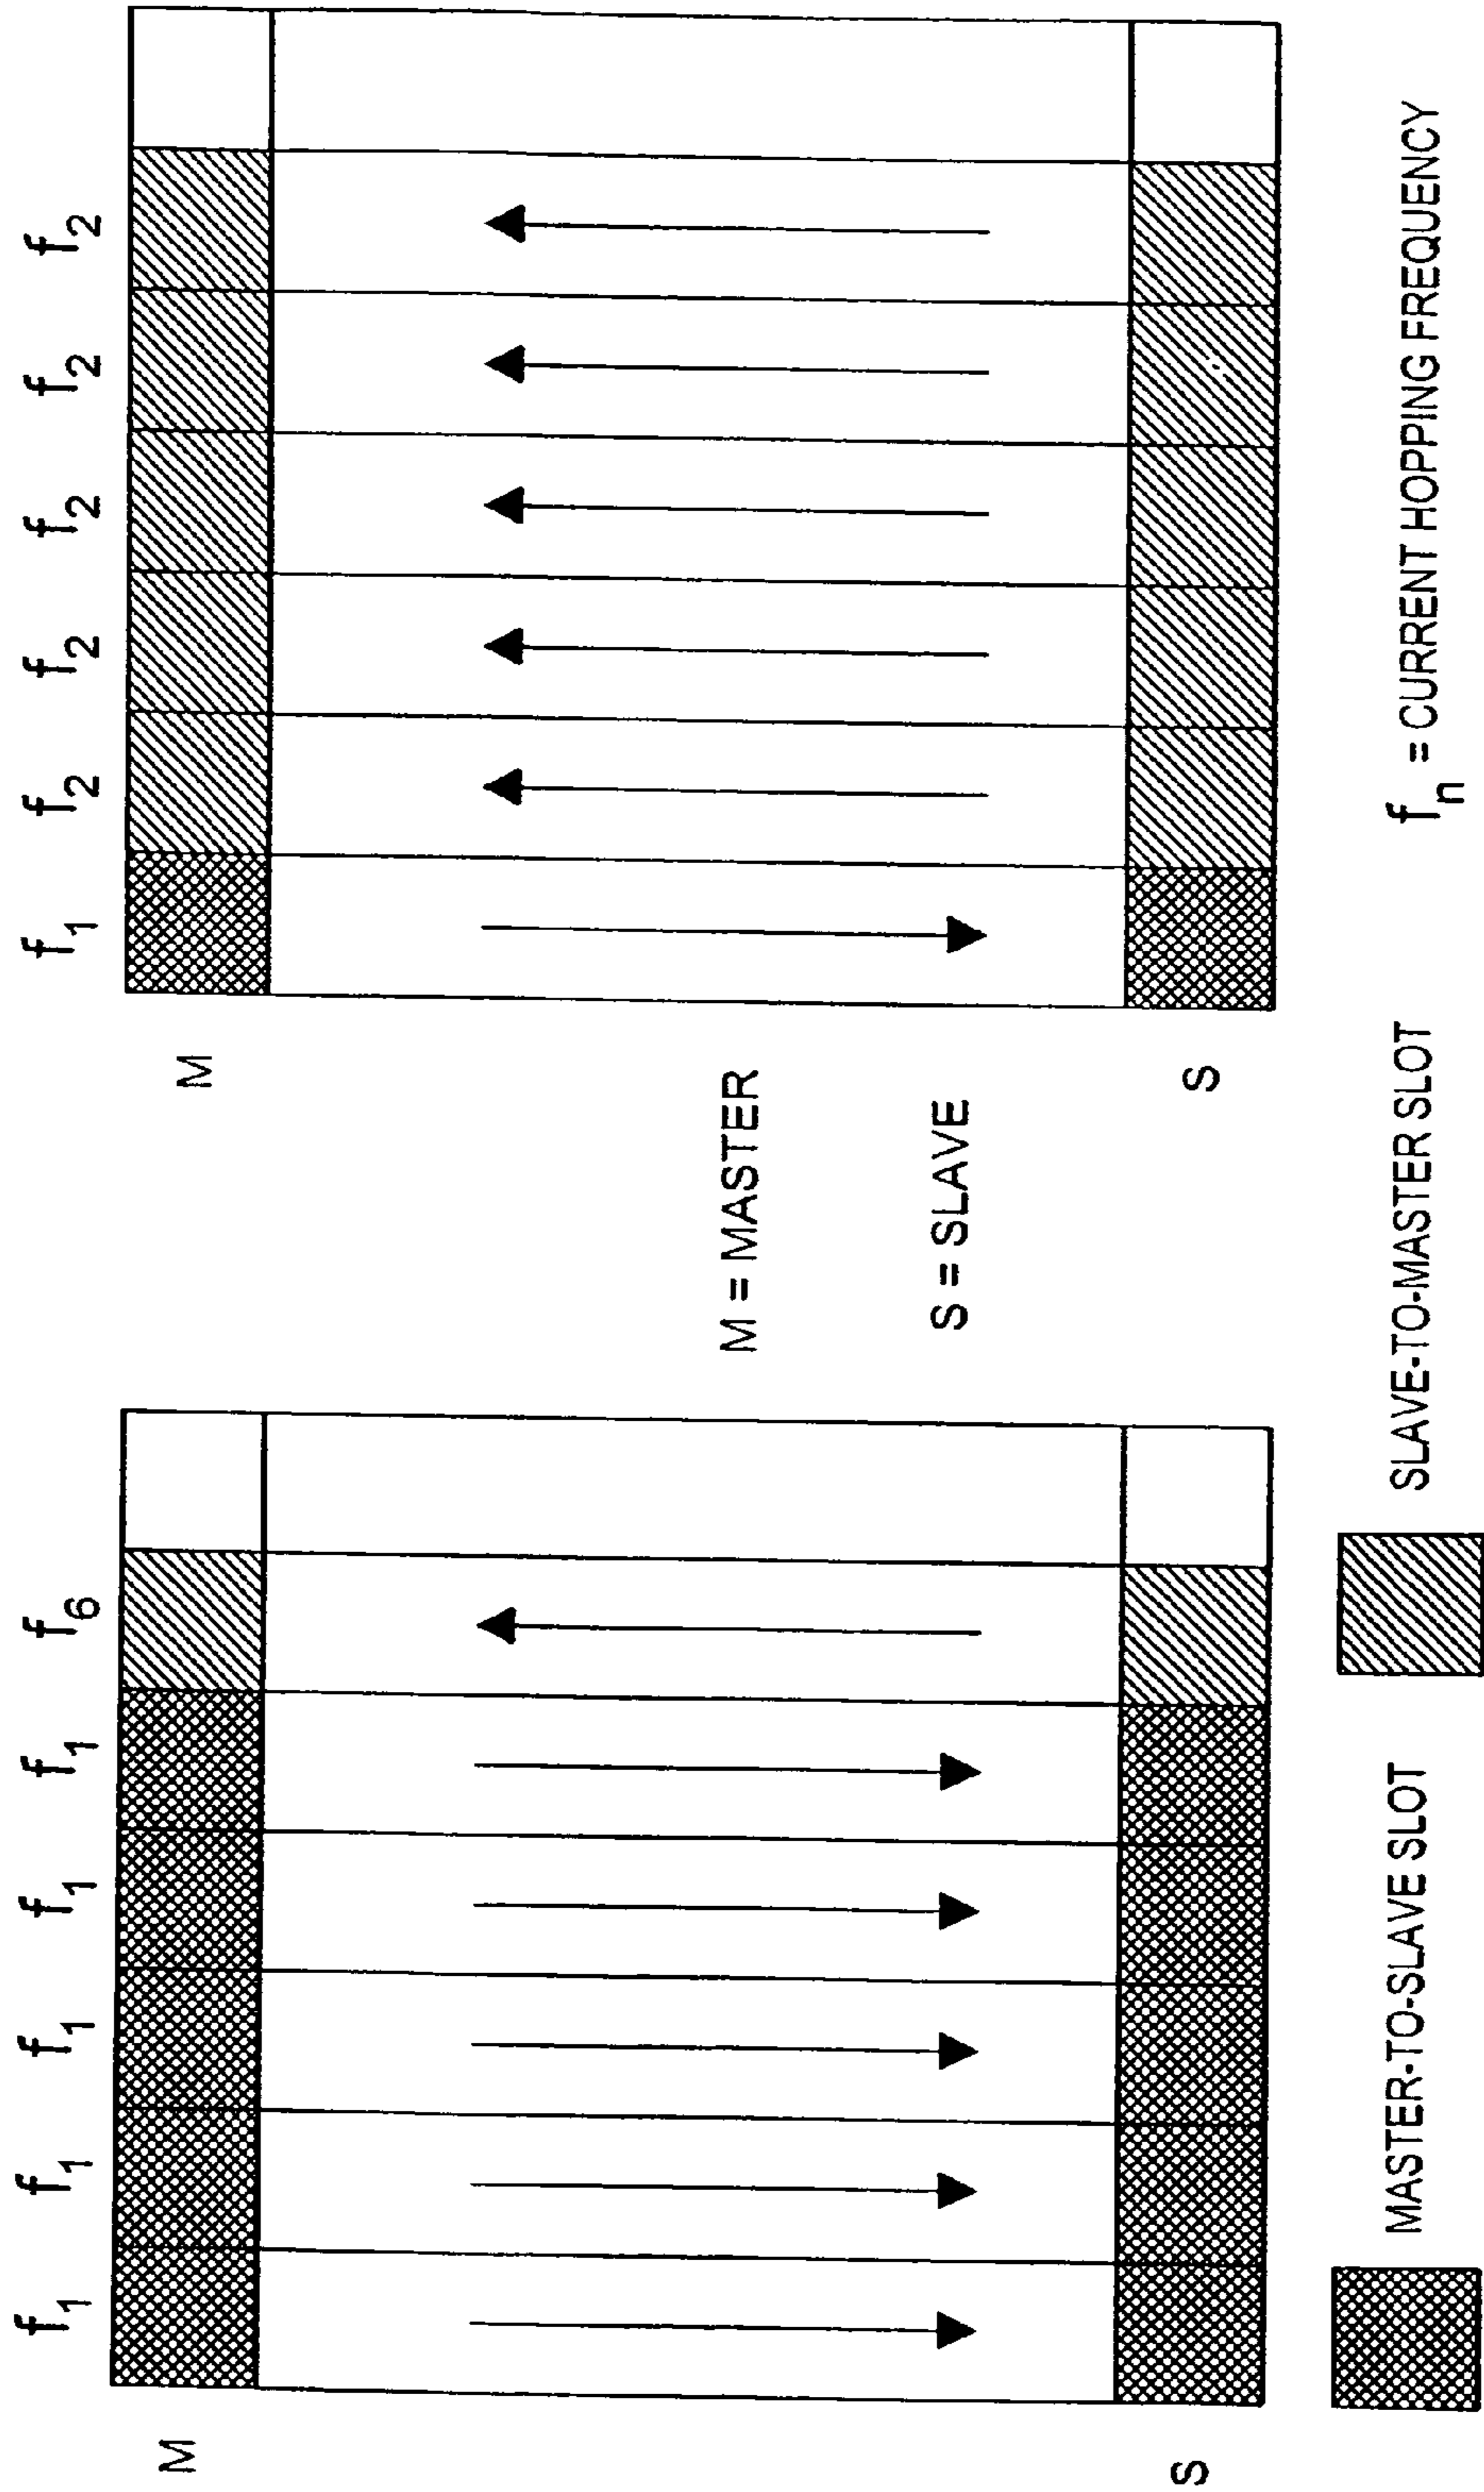 f1 f1 f1 f1 f1 f6
M
S
f1 f2 f2 f2 f2 f2
M
S
M = MASTER
S = SLAVE
MASTER-TO-SLAVE SLOT
SLAVE-TO-MASTER SLOT
fn = CURRENT HOPPING FREQUENCY